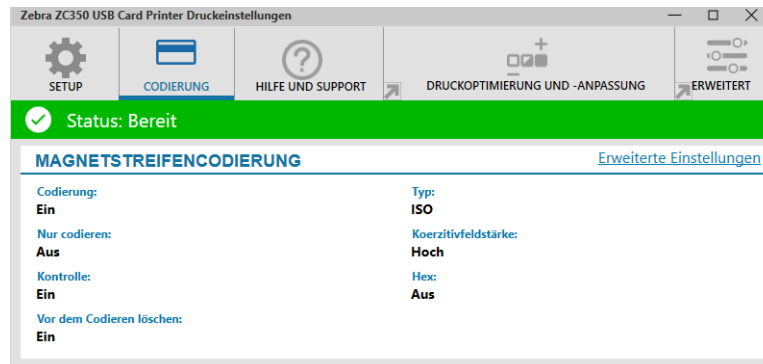 Zebra ZC350 USB Card Printer Druckeinstellungen
SETUP
CODIERUNG
HILFE UND SUPPORT
DRUCKOPTIMIERUNG UND -ANPASSUNG
ERWEITERT
Status: Bereit
MAGNETSTREIFENCODIERUNG
Erweiterte Einstellungen
Codierung:
Ein
Typ:
ISO
Nur codieren:
Aus
Koerzitivfeldstärke:
Hoch
Kontrolle:
Ein
Hex:
Aus
Vor dem Codieren löschen:
Ein